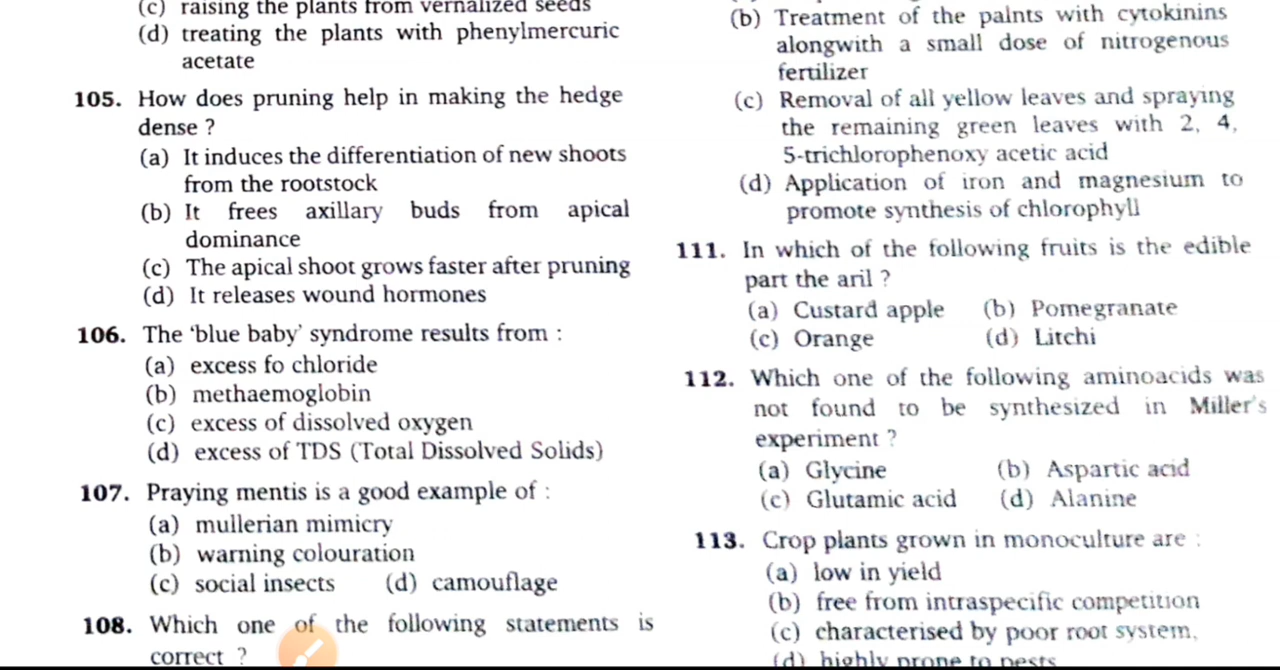 (c) raising the plants from vernalized seeds
(d) treating the plants with phenylmercuric
acetate
105. How does pruning help in making the hedge
dense ?
(a) It induces the differentiation of new shoots
from the rootstock
(b) It frees axillary buds from apical
dominance
(c) The apical shoot grows faster after pruning
(d) It releases wound hormones
106. The ‘blue baby’ syndrome results from :
(a) excess fo chloride
(b) methaemoglobin
(c) excess of dissolved oxygen
(d) excess of TDS (Total Dissolved Solids)
107. Praying mentis is a good example of :
(a) mullerian mimicry
(b) warning colouration
(c) social insects (d) camouflage
108. Which one of the following statements is
correct ?
(b) Treatment of the palnts with cytokinins
alongwith a small dose of nitrogenous
fertilizer
(c) Removal of all yellow leaves and spraying
the remaining green leaves with 2, 4,
5-trichlorophenoxy acetic acid
(d) Application of iron and magnesium to
promote synthesis of chlorophyll
111. In which of the following fruits is the edible
part the aril ?
(a) Custard apple (b) Pomegranate
(c) Orange (d) Litchi
112. Which one of the following aminoacids was
not found to be synthesized in Miller's
experiment ?
(a) Glycine (b) Aspartic acid
(c) Glutamic acid (d) Alanine
113. Crop plants grown in monoculture are :
(a) low in yield
(b) free from intraspecific competition
(c) characterised by poor root system,
(d) highly prone to pests